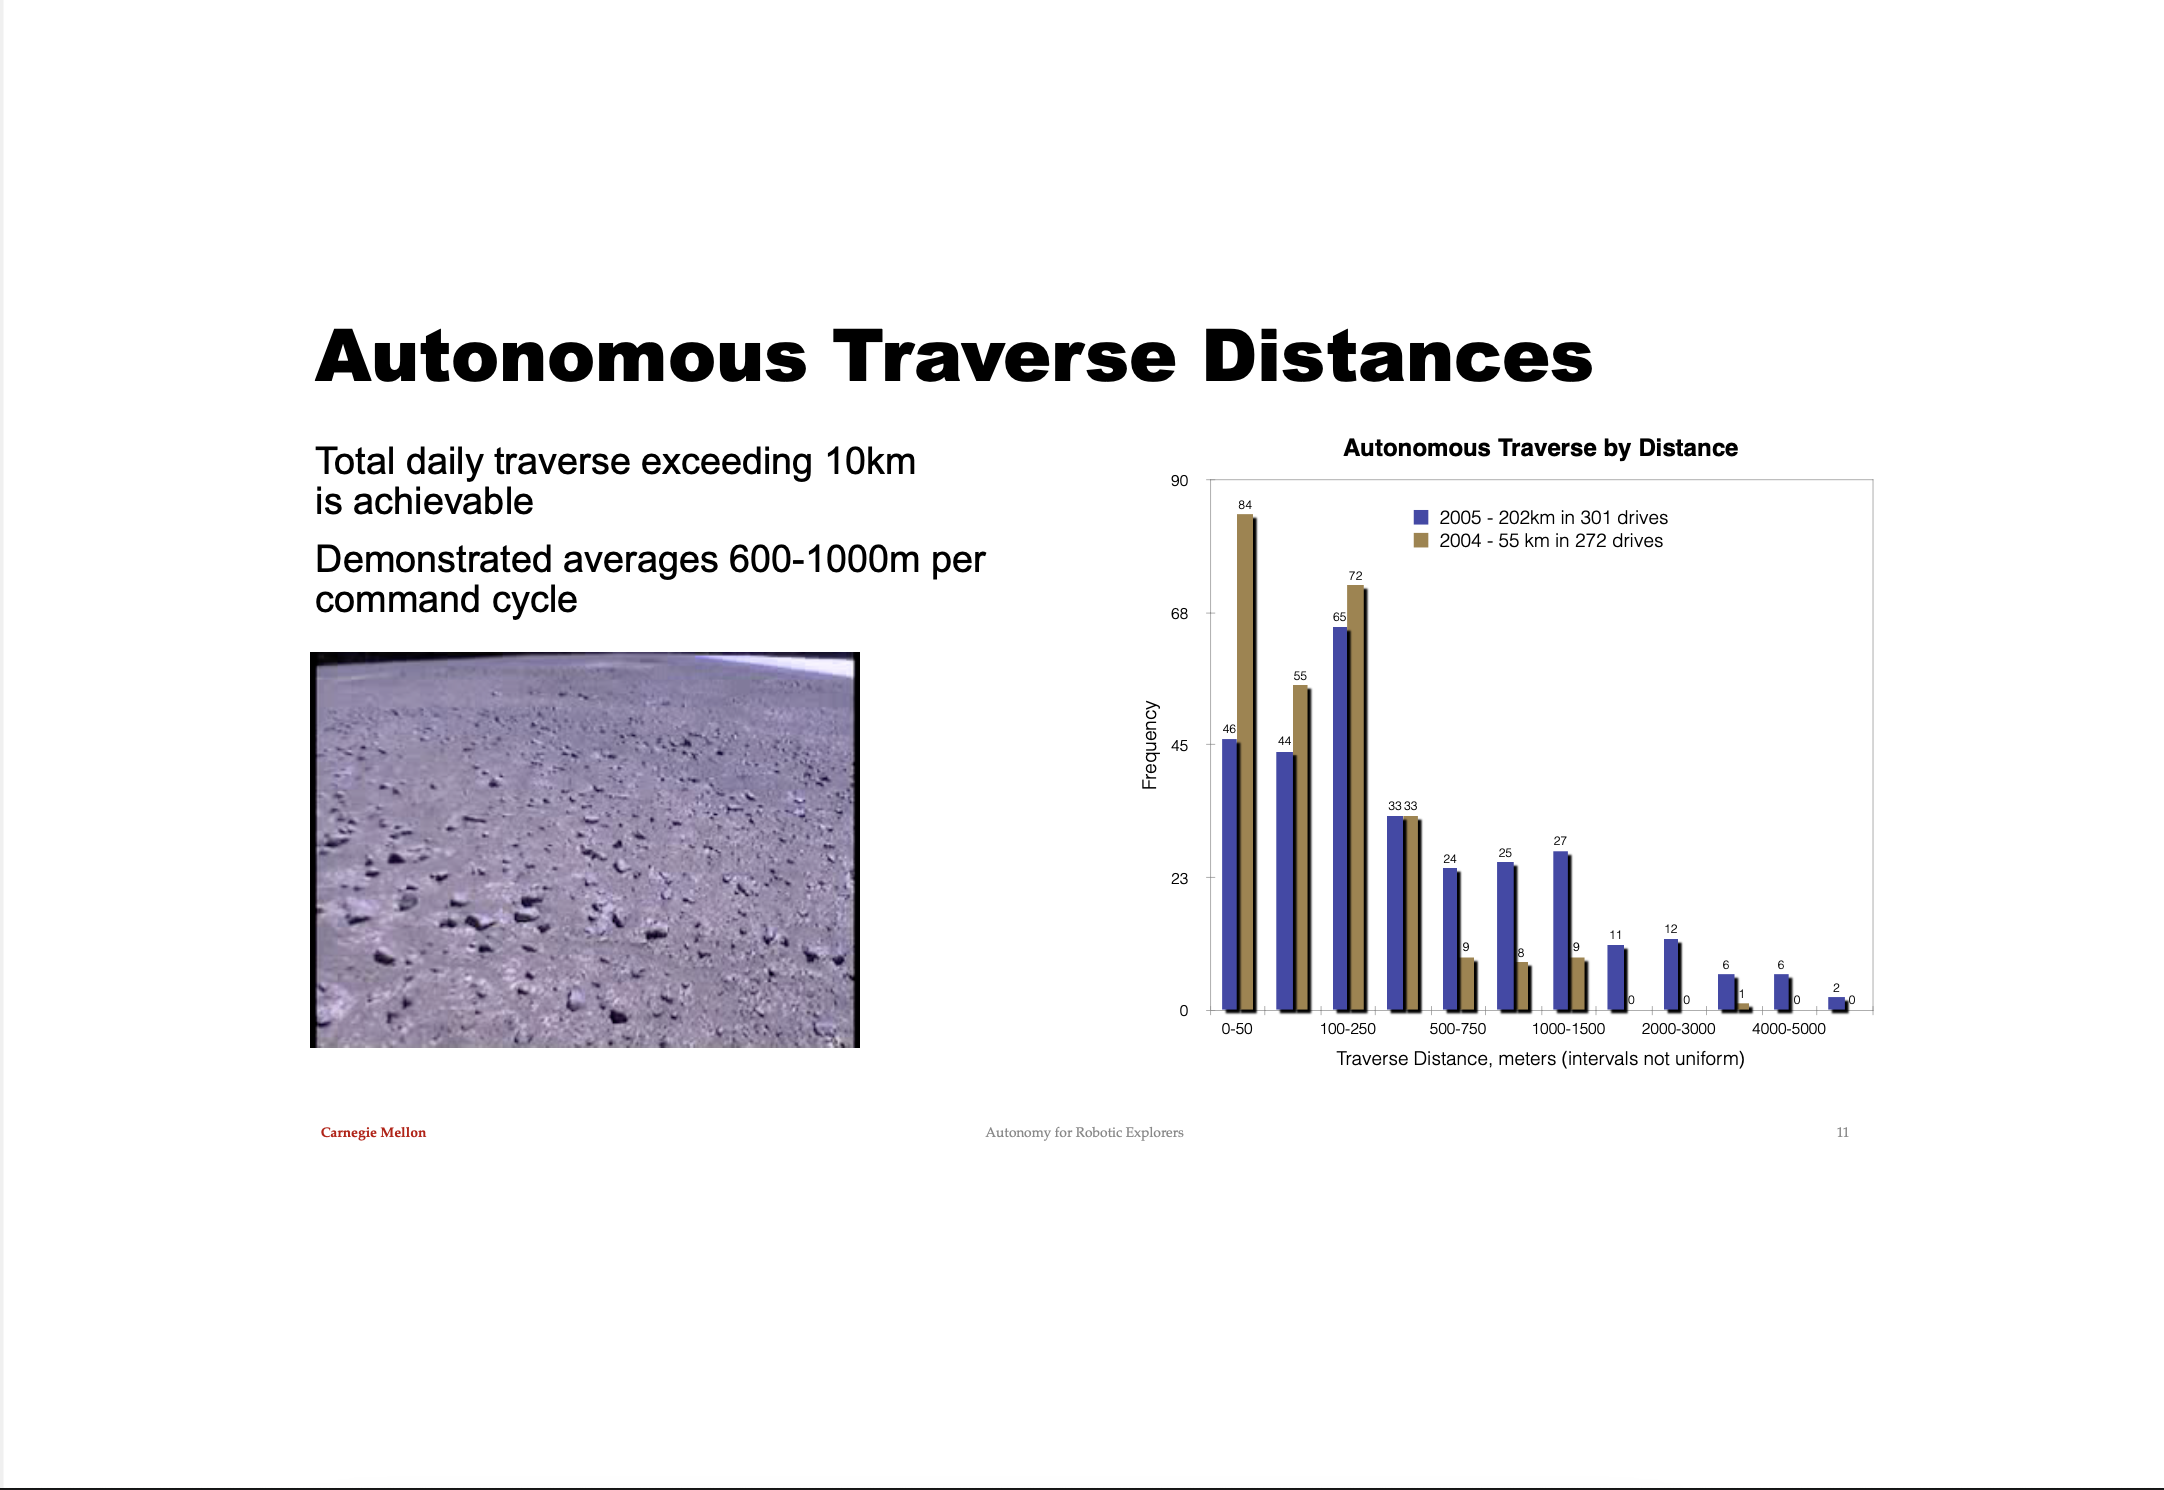 Autonomous Traverse Distances
Total daily traverse exceeding 10km
is achievable
Demonstrated averages 600-1000m per
command cycle
Autonomous Traverse by Distance
2005 - 202km in 301 drives
2004 - 55 km in 272 drives
Frequency
90
68
45
23
0
46 84
44 55
65 72
33 33
24 9
25 8
27 9
11 0
12 0
6 1
6 0
2 0
0-50 100-250 500-750 1000-1500 2000-3000 4000-5000
Traverse Distance, meters (intervals not uniform)
Carnegie Mellon
Autonomy for Robotic Explorers
11